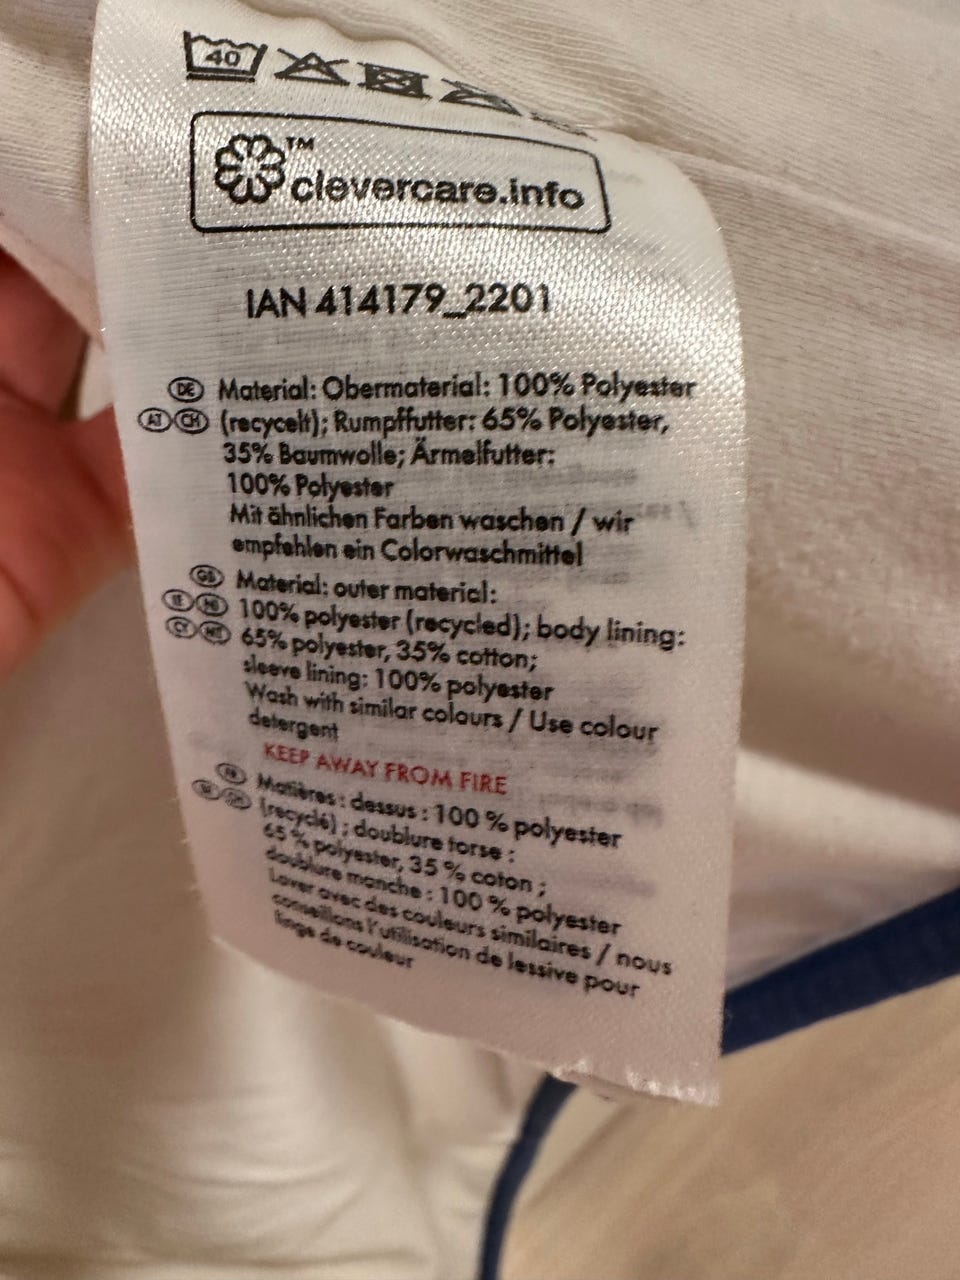 40
™
clevercare.info
IAN 414179_2201
DE Material: Obermaterial: 100% Polyester
AT CH (recycelt); Rumpffutter: 65% Polyester,
35% Baumwolle; Ärmelfutter:
100% Polyester
Mit ähnlichen Farben waschen / wir
empfehlen ein Colorwaschmittel
GB Material: outer material:
IE NI 100% polyester (recycled); body lining:
CY MT 65% polyester, 35% cotton;
sleeve lining: 100% polyester
Wash with similar colours / Use colour
detergent
KEEP AWAY FROM FIRE
FR Matières : dessus : 100 % polyester
CH (recyclé) ; doublure torse :
65 % polyester, 35 % coton ;
doublure manche : 100 % polyester
Laver avec des couleurs similaires / nous
conseillons l'utilisation de lessive pour
linge de couleur